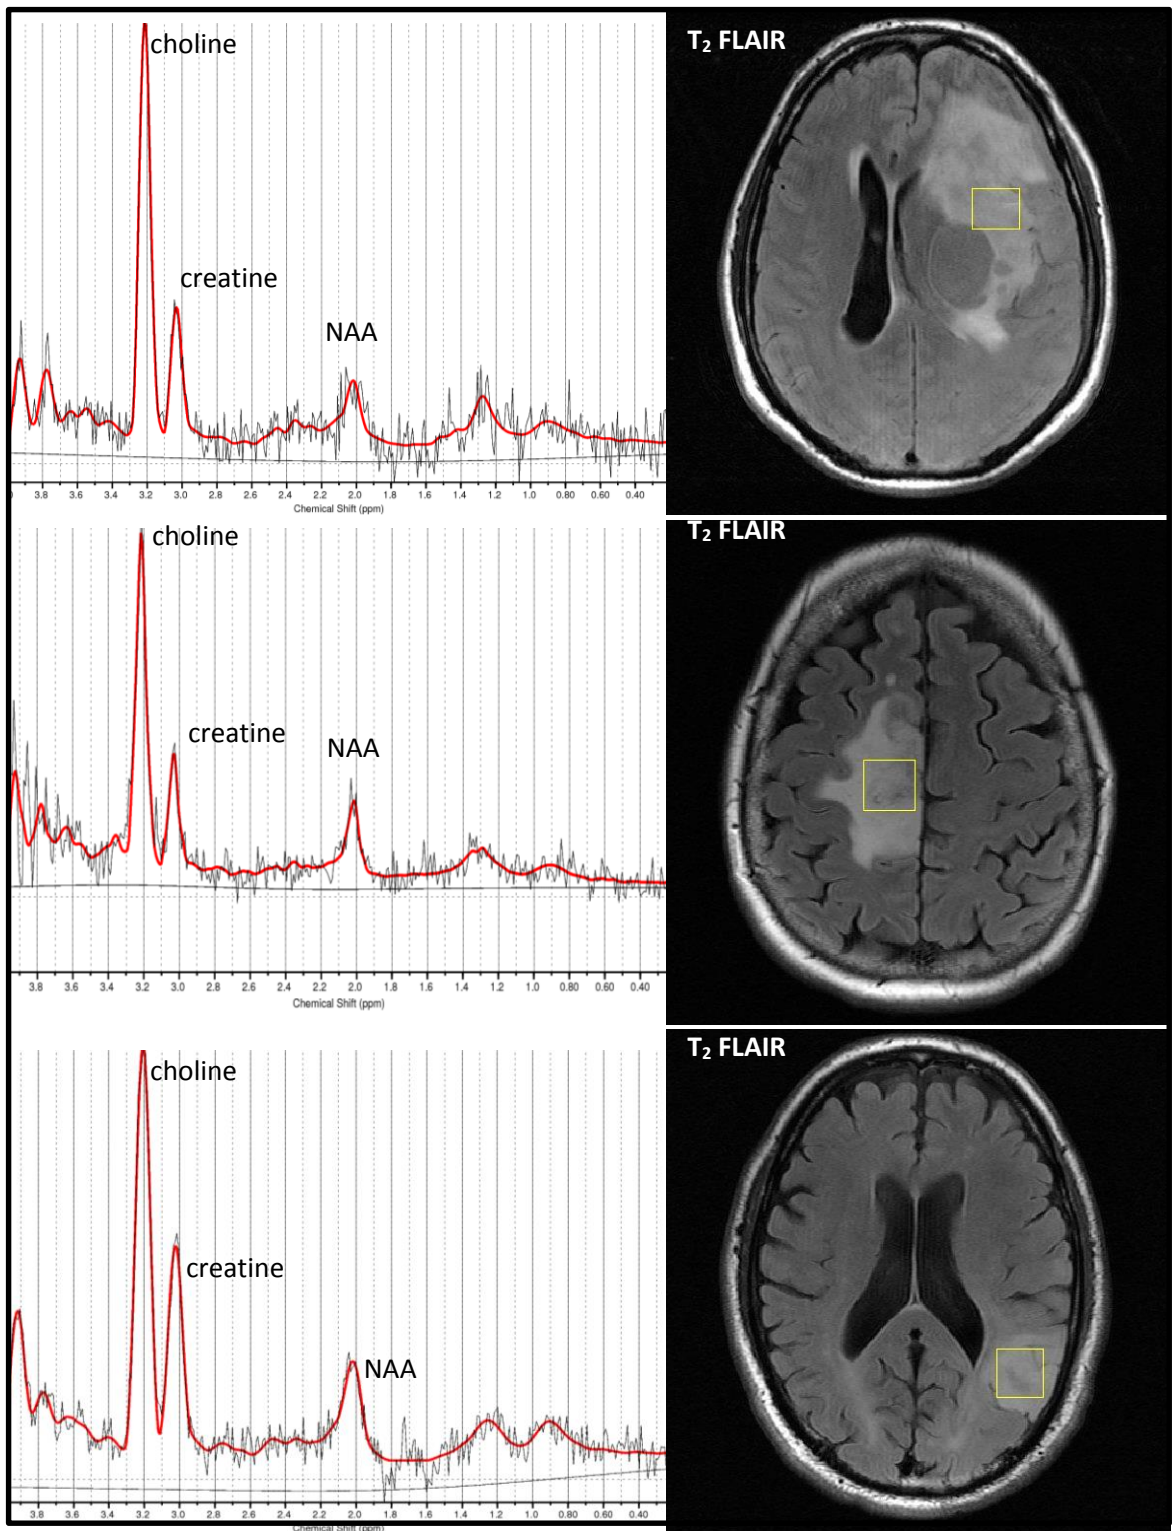 choline
T₂ FLAIR
creatine
NAA
3.8 3.6 3.4 3.2 3.0 2.8 2.6 2.4 2.2 2.0 1.8 1.6 1.4 1.2 1.0 0.80 0.60 0.40
Chemical Shift (ppm)
choline
T₂ FLAIR
creatine
NAA
3.8 3.6 3.4 3.2 3.0 2.8 2.6 2.4 2.2 2.0 1.8 1.6 1.4 1.2 1.0 0.80 0.60 0.40
Chemical Shift (ppm)
T₂ FLAIR
choline
creatine
NAA
3.8 3.6 3.4 3.2 3.0 2.8 2.6 2.4 2.2 2.0 1.8 1.6 1.4 1.2 1.0 0.80 0.60 0.40
Chemical Shift (ppm)